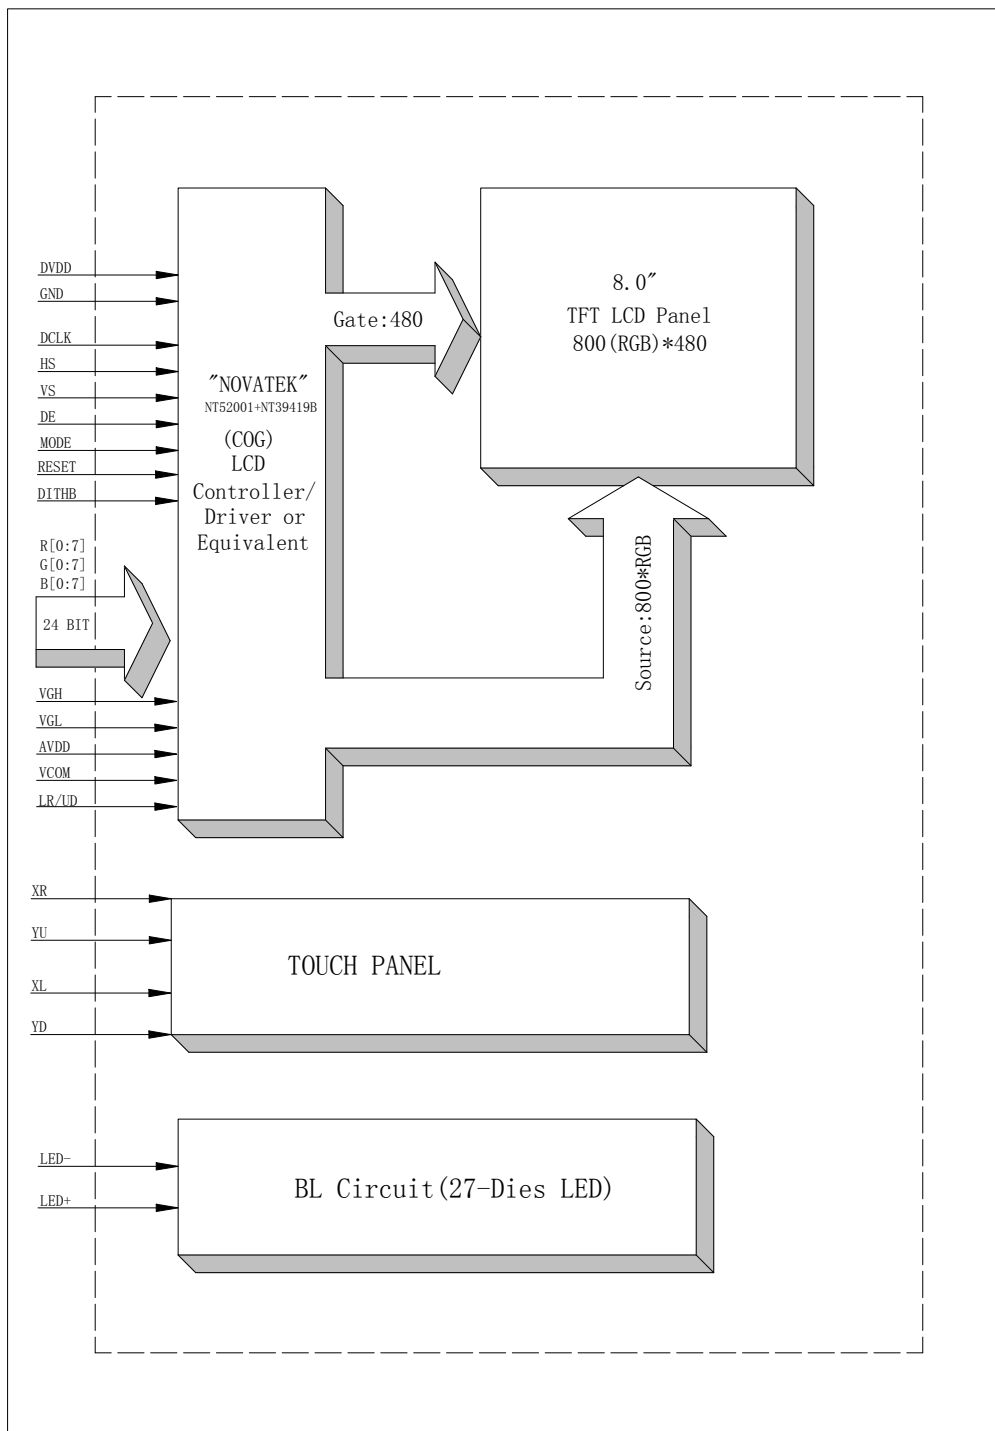 DVDD
GND
DCLK
HS
VS
DE
MODE
RESET
DITHB
R[0:7]
G[0:7]
B[0:7]
24 BIT
VGH
VGL
AVDD
VCOM
LR/UD
"NOVATEK"
NT52001+NT39419B
(COG)
LCD
Controller/
Driver or
Equivalent
Gate:480
8.0"
TFT LCD Panel
800(RGB)*480
Source:800*RGB
XR
YU
XL
YD
TOUCH PANEL
LED-
LED+
BL Circuit(27-Dies LED)